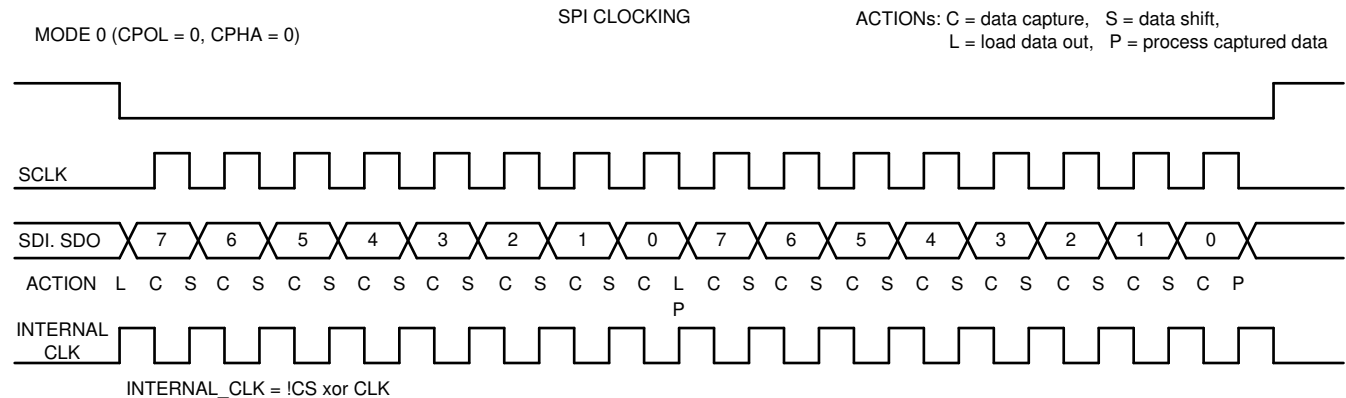 SPI CLOCKING
ACTIONs: C = data capture, S = data shift,
MODE 0 (CPOL = 0, CPHA = 0)
L = load data out, P = process captured data
SCLK
SDI. SDO 7 6 5 4 3 2 1 0 7 6 5 4 3 2 1 0
ACTION L C S C S C S C S C S C S C S C L C S C S C S C S C S C S C S C P
P
INTERNAL
CLK
INTERNAL_CLK = !CS xor CLK